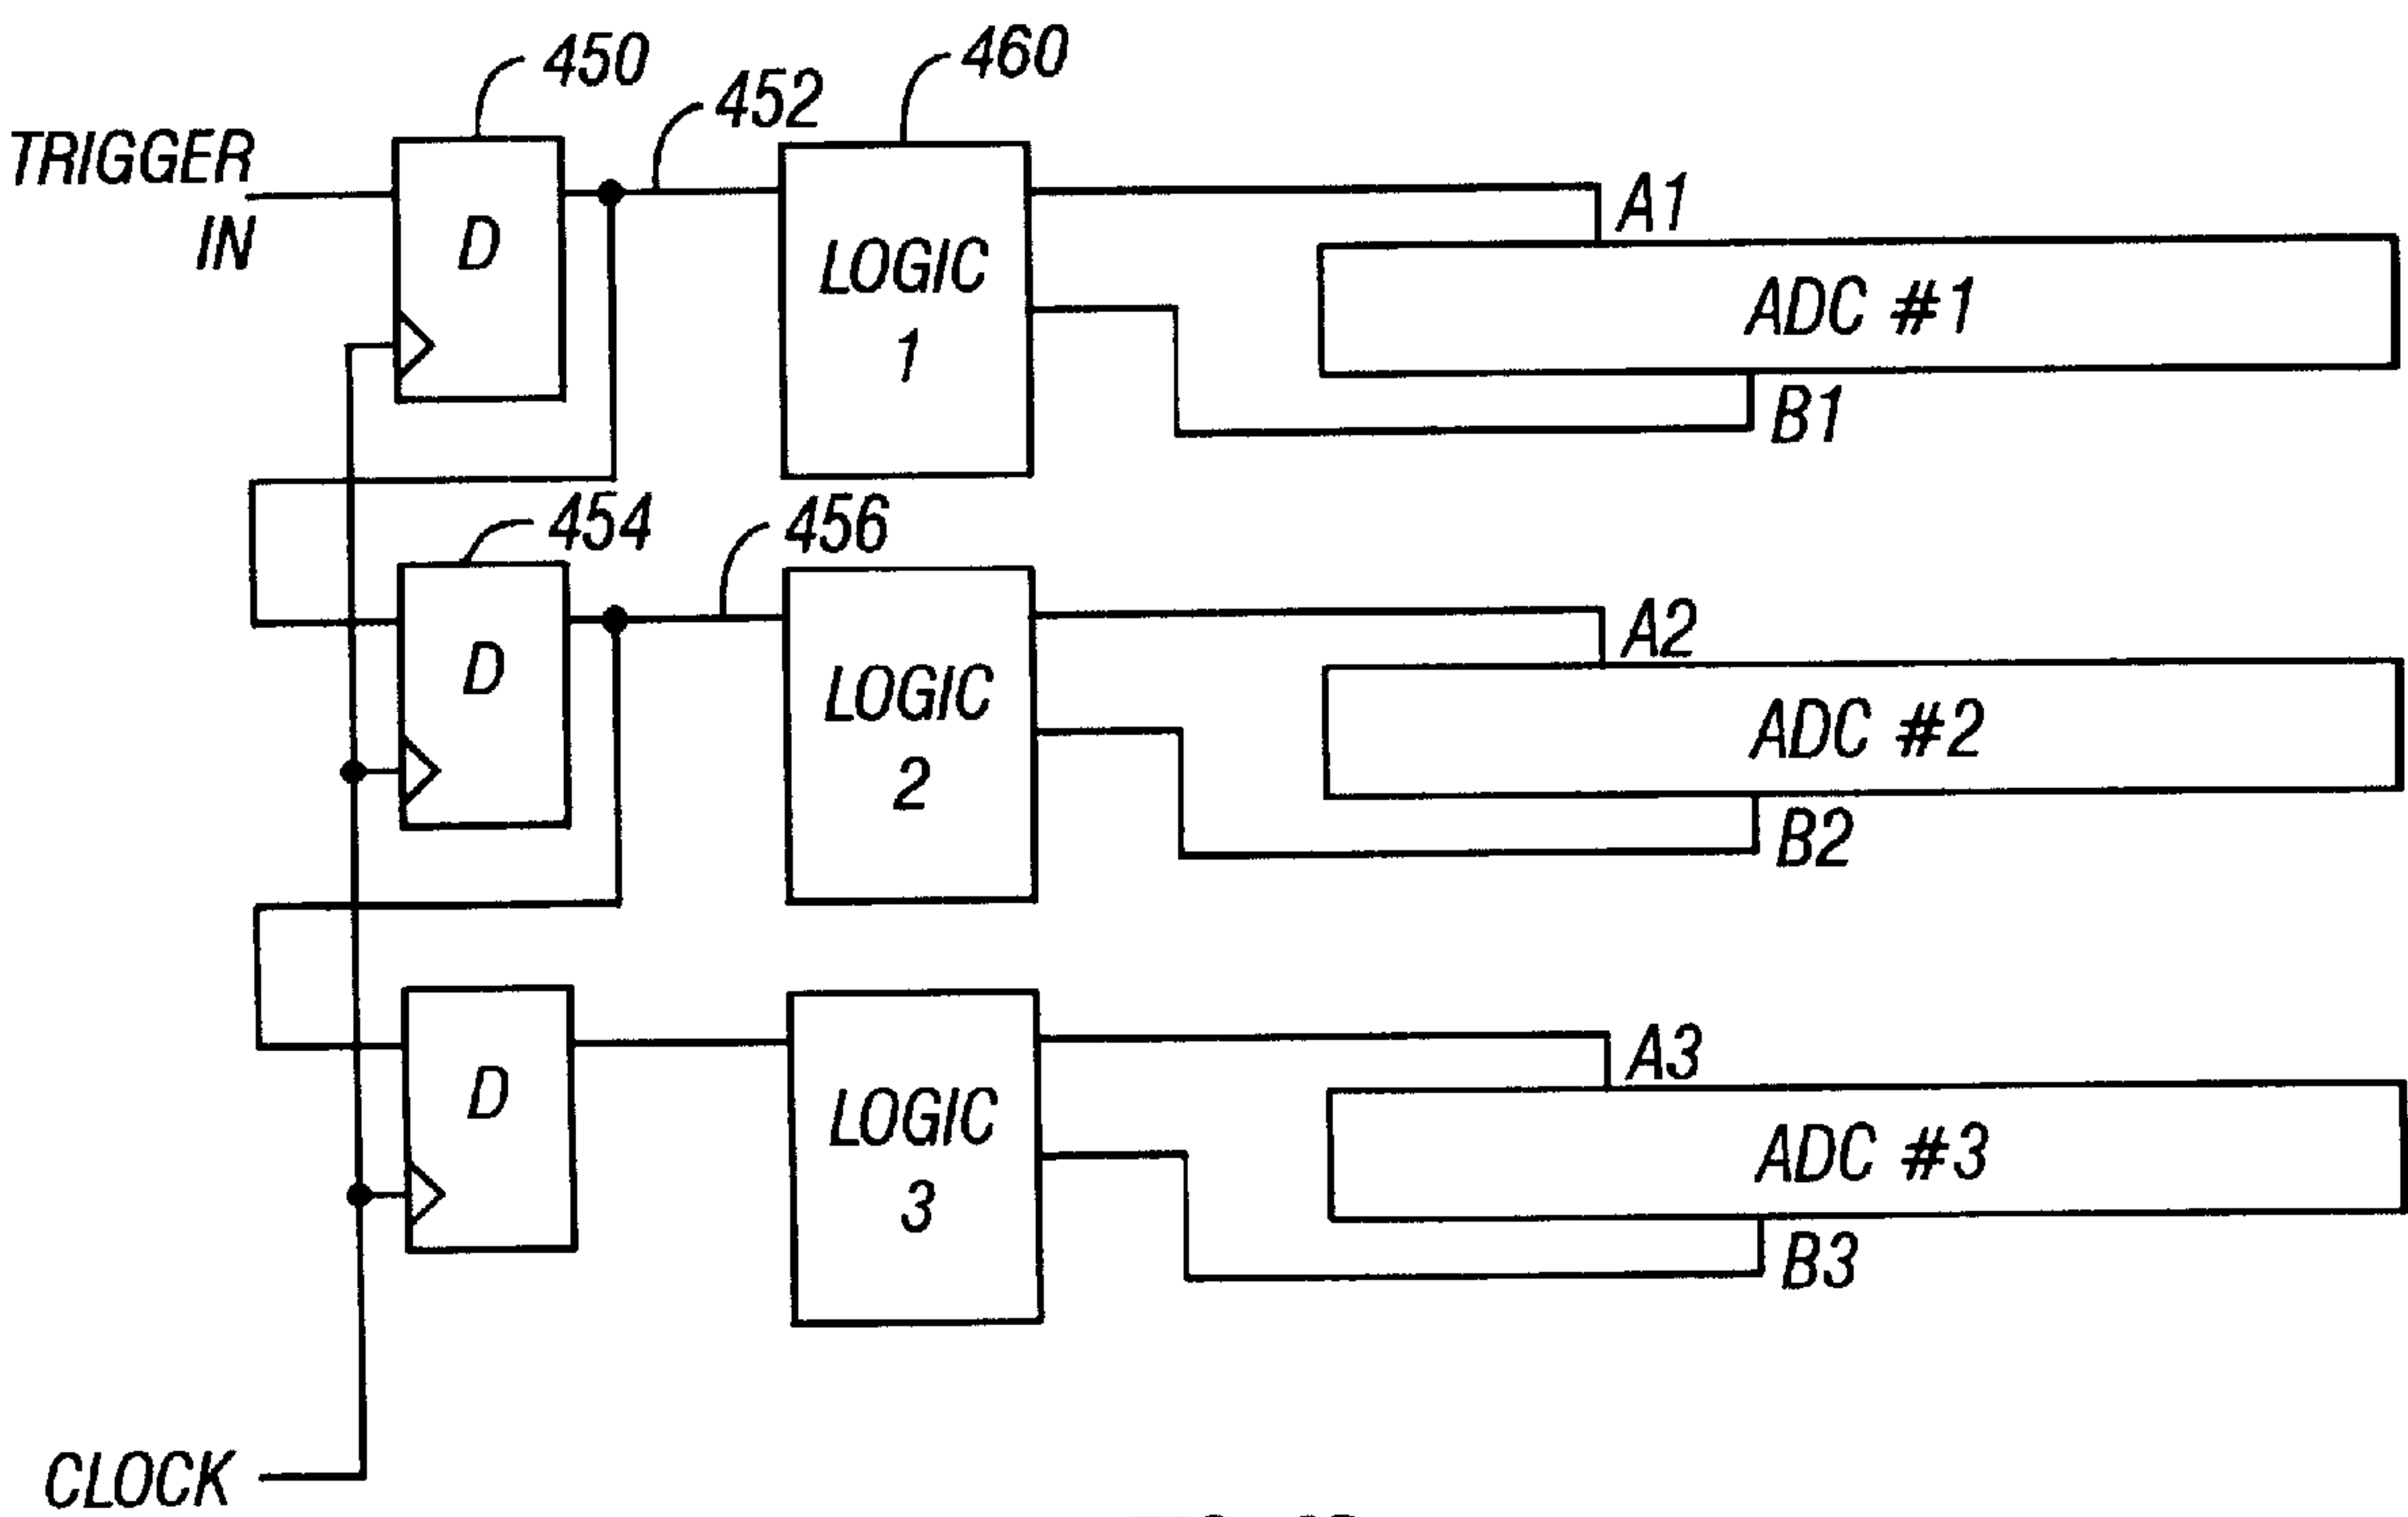 450
452
460
TRIGGER
IN
D
LOGIC
1
A1
ADC #1
B1
454
456
D
LOGIC
2
A2
ADC #2
B2
D
LOGIC
3
A3
ADC #3
B3
CLOCK